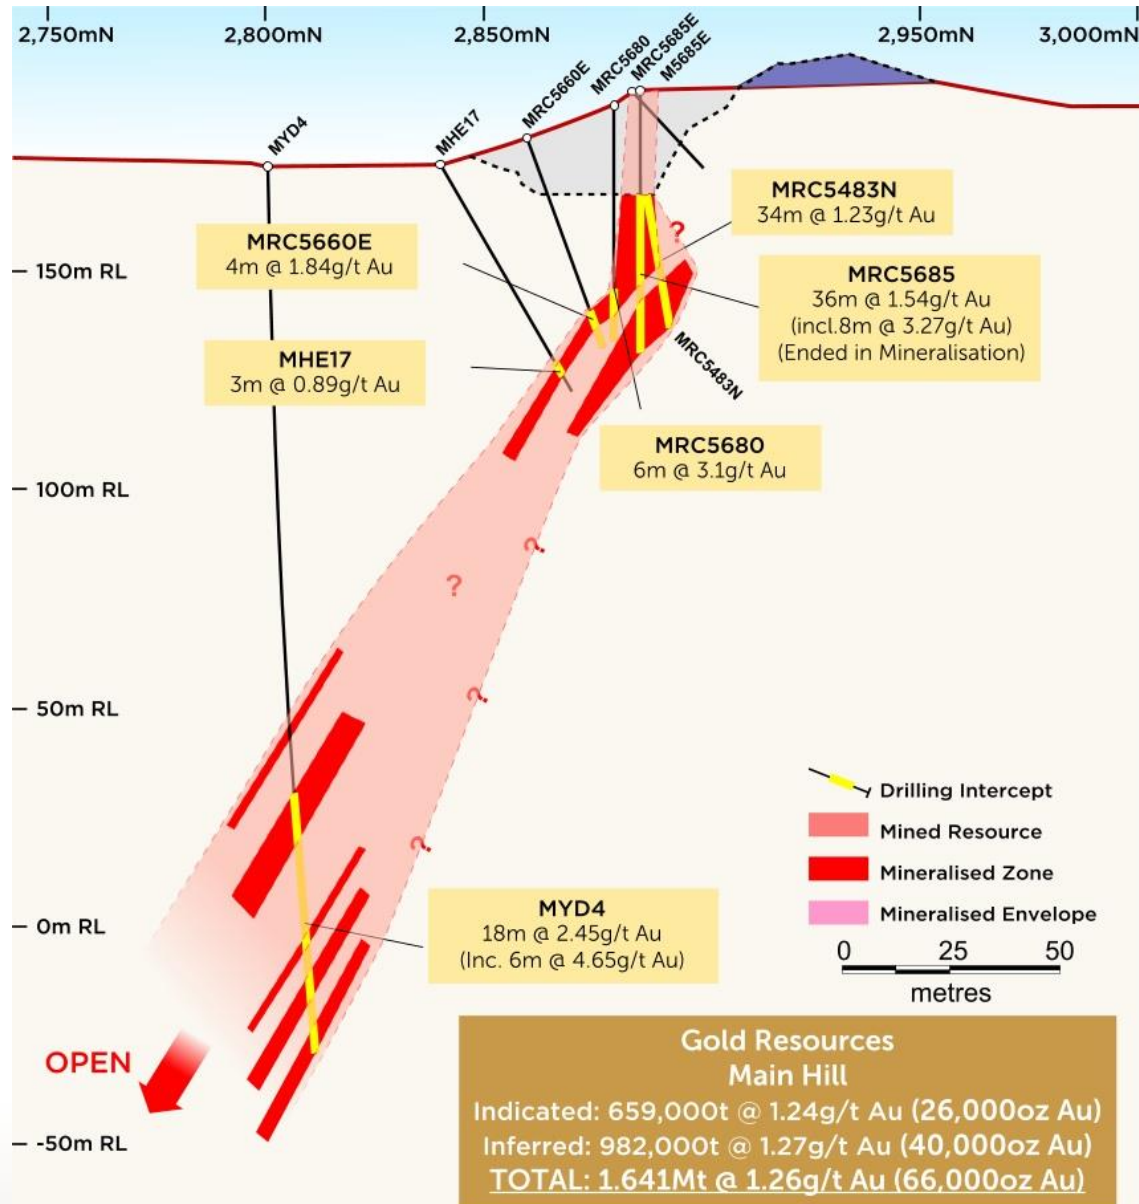 2,750mN
2,800mN
2,850mN
2,950mN
3,000mN
MYD4
MHE17
MRC5660E
MRC5680
MRC5685E
M5685E
MRC5483N
34m @ 1.23g/t Au
MRC5660E
4m @ 1.84g/t Au
?
150m RL
MRC5685
36m @ 1.54g/t Au
(incl.8m @ 3.27g/t Au)
(Ended in Mineralisation)
MHE17
3m @ 0.89g/t Au
MRC5483N
MRC5680
6m @ 3.1g/t Au
100m RL
?
?
50m RL
?
Drilling Intercept
Mined Resource
Mineralised Zone
Mineralised Envelope
?
0m RL
MYD4
18m @ 2.45g/t Au
(Inc. 6m @ 4.65g/t Au)
0 25 50
metres
OPEN
-50m RL
Gold Resources
Main Hill
Indicated: 659,000t @ 1.24g/t Au (26,000oz Au)
Inferred: 982,000t @ 1.27g/t Au (40,000oz Au)
TOTAL: 1.641Mt @ 1.26g/t Au (66,000oz Au)